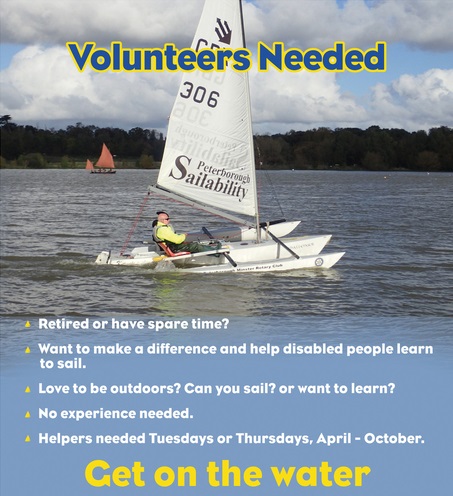 Volunteers Needed
306
Peterborough
Sailability
Retired or have spare time?
Want to make a difference and help disabled people learn
to sail.
Love to be outdoors? Can you sail? or want to learn?
No experience needed.
Helpers needed Tuesdays or Thursdays, April - October.
Get on the water